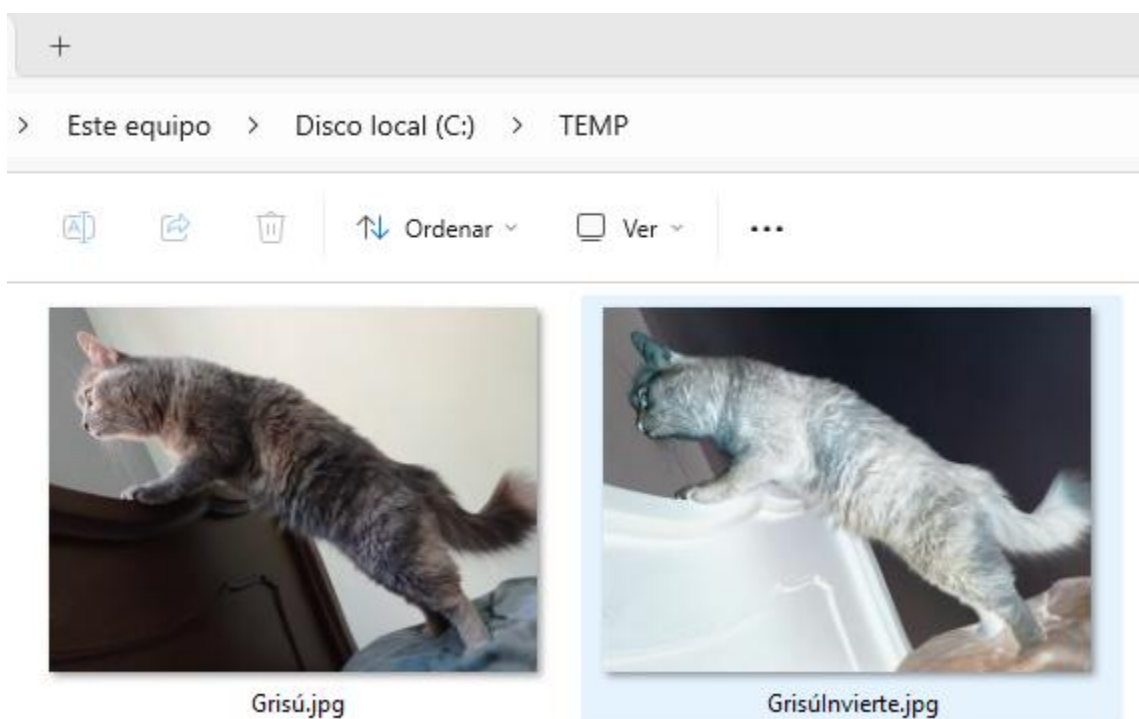 +
> Este equipo > Disco local (C:) > TEMP
A Ordenar Ver ...
Grisú.jpg GrisúInvierte.jpg